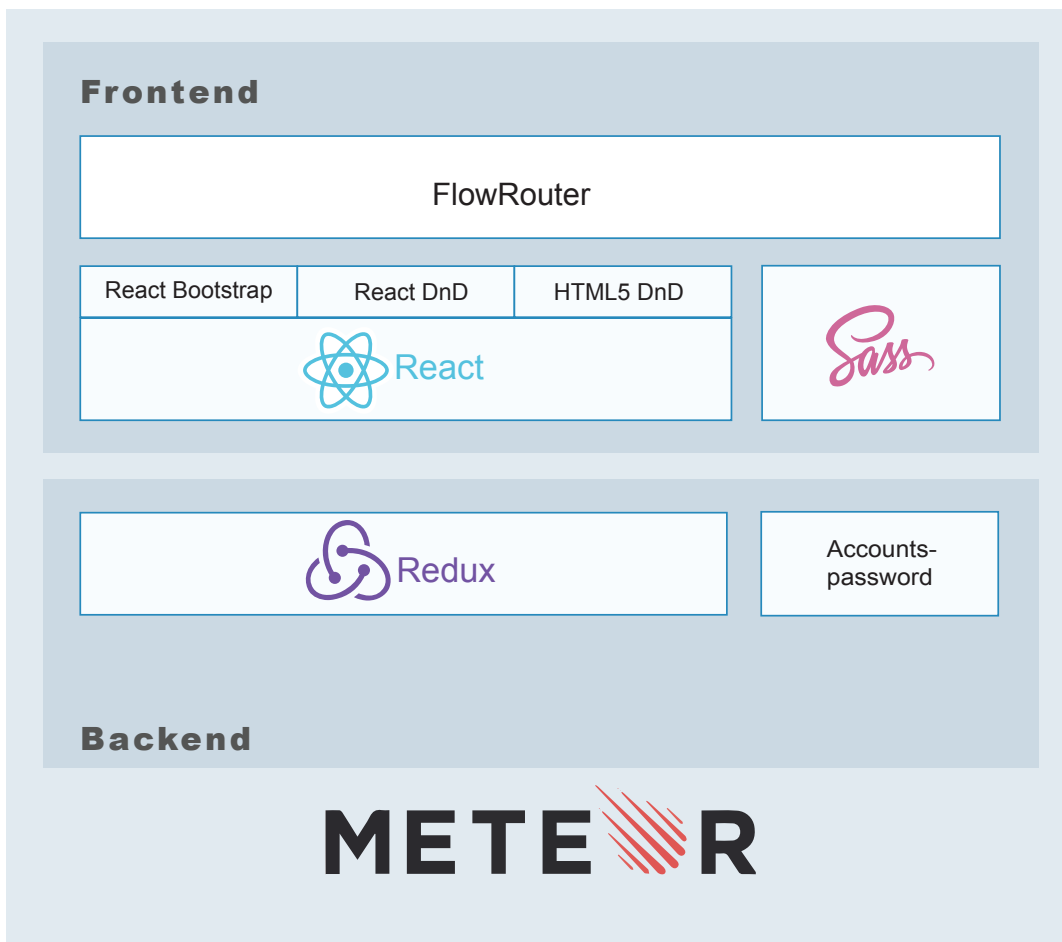 Frontend
FlowRouter
React Bootstrap
React DnD
HTML5 DnD
React
Sass
Redux
Accounts-
password
Backend
METEOR